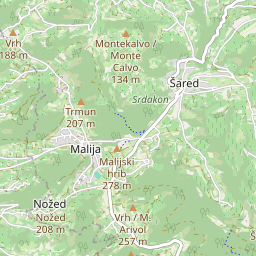 Vrh
188 m
Montekalvo /
Monte
Calvo
134 m
Šared
Srdakon
Trmun
207 m
Malija
Malijski
hrib
278 m
Nožed
Nožed
208 m
Vrh / M.
Arivol
257 m